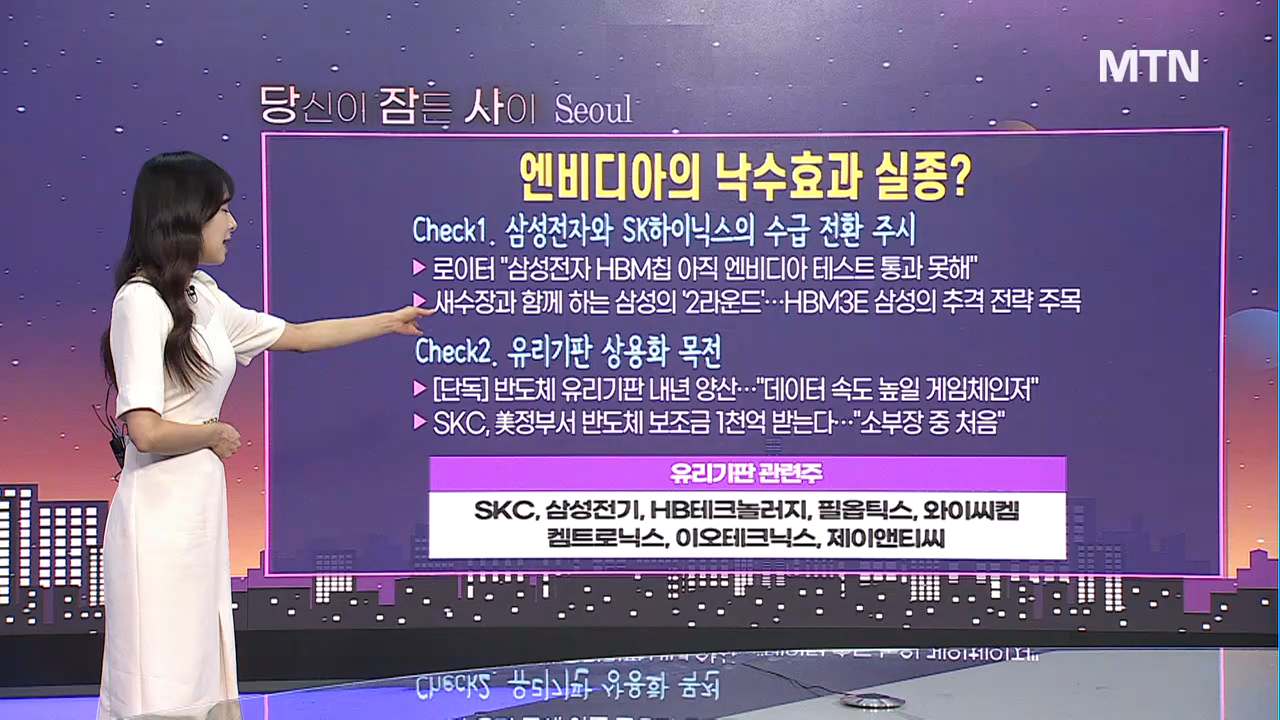 MTN
당신이 잠든 사이 Seoul
엔비디아의 낙수효과 실종?
Check1. 삼성전자와 SK하이닉스의 수급 전환 주시
▶ 로이터 "삼성전자 HBM칩 아직 엔비디아 테스트 통과 못해"
▶ 새수장과 함께 하는 삼성의 '2라운드'…HBM3E 삼성의 추격 전략 주목
Check2. 유리기판 상용화 목전
▶ [단독] 반도체 유리기판 내년 양산…"데이터 속도 높일 게임체인저"
▶ SKC, 美정부서 반도체 보조금 1천억 받는다…"소부장 중 처음"
유리기판 관련주
SKC, 삼성전기, HB테크놀러지, 필옵틱스, 와이씨켐
켐트로닉스, 이오테크닉스, 제이앤티씨